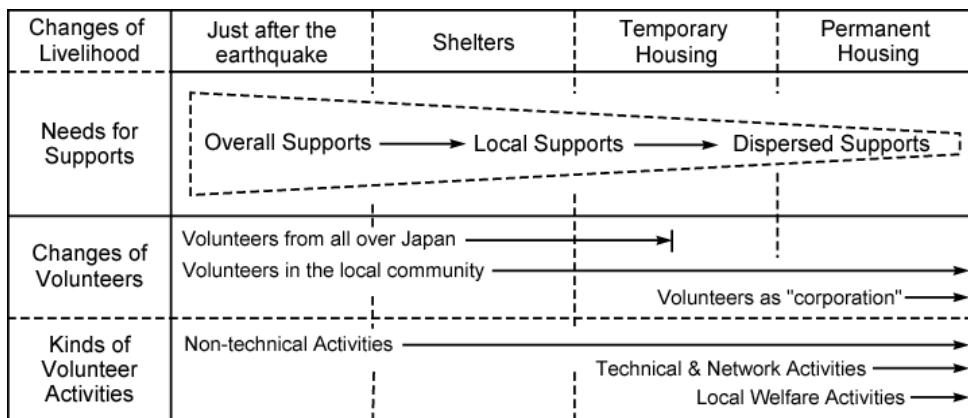 Changes of
Livelihood
Just after the
earthquake
Shelters
Temporary
Housing
Permanent
Housing
Needs for
Supports
Overall Supports
Local Supports
Dispersed Supports
Changes of
Volunteers
Volunteers from all over Japan
Volunteers in the local community
Volunteers as "corporation"
Kinds of
Volunteer
Activities
Non-technical Activities
Technical & Network Activities
Local Welfare Activities